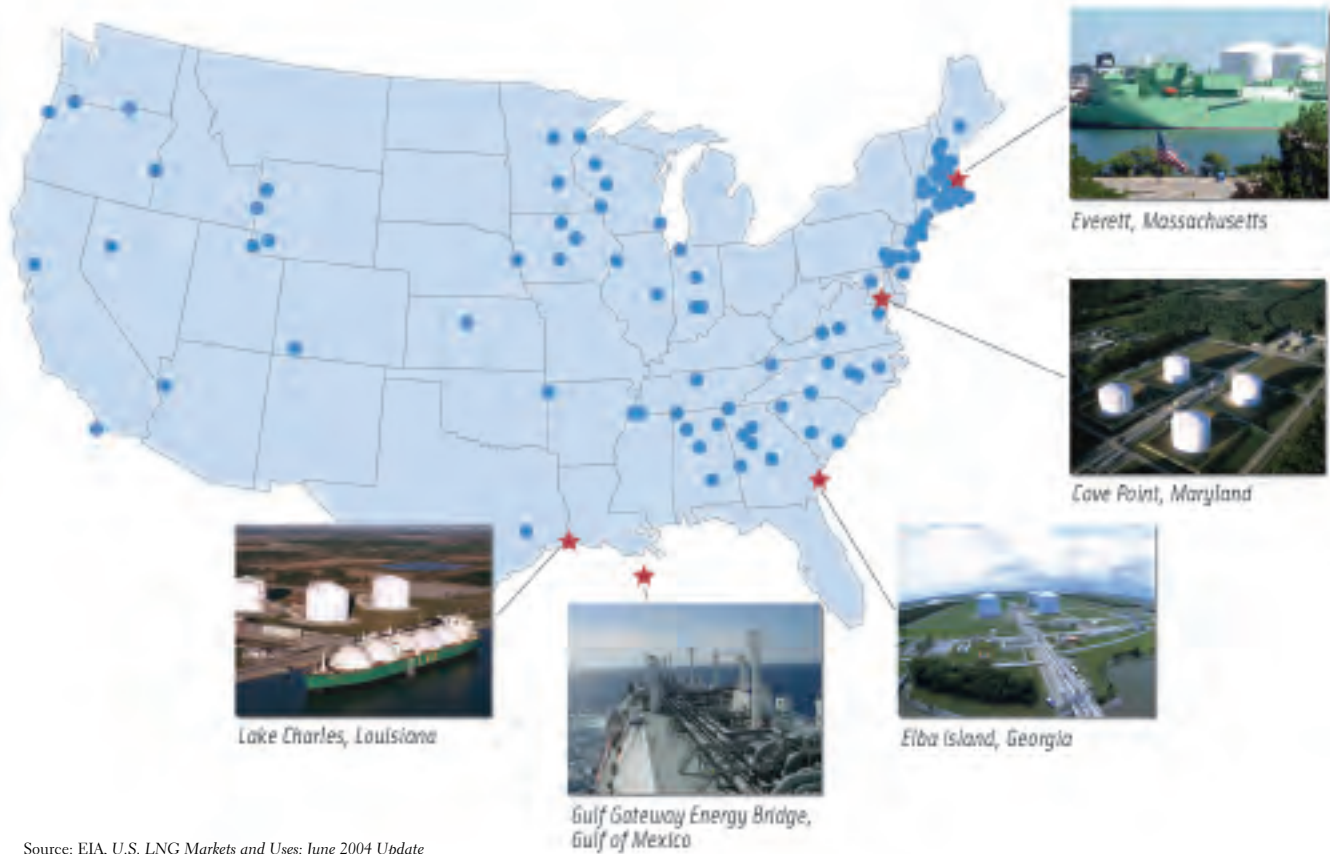 Everett, Massachusetts
Cove Point, Maryland
Lake Charles, Louisiana
Elba Island, Georgia
Gulf Gateway Energy Bridge,
Gulf of Mexico
Source: EIA, U.S. LNG Markets and Uses: June 2004 Update